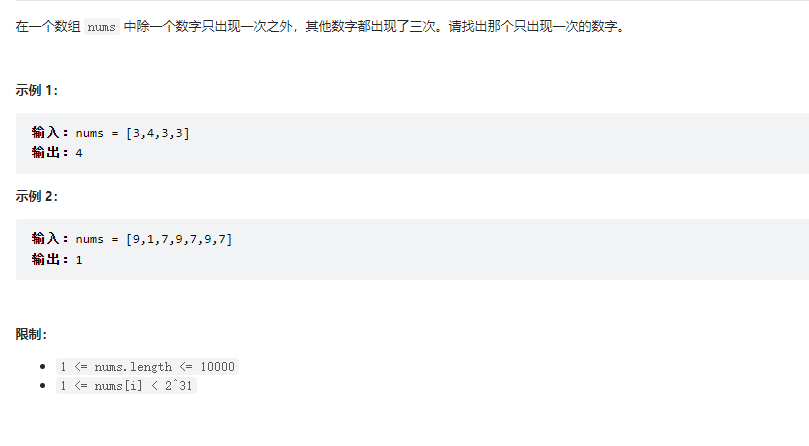 在一个数组 nums 中除一个数字只出现一次之外，其他数字都出现了三次。请找出那个只出现一次的数字。
示例 1：
输入：nums = [3,4,3,3]
输出：4
示例 2：
输入：nums = [9,1,7,9,7,9,7]
输出：1
限制：
1 <= nums.length <= 10000
1 <= nums[i] < 2^31